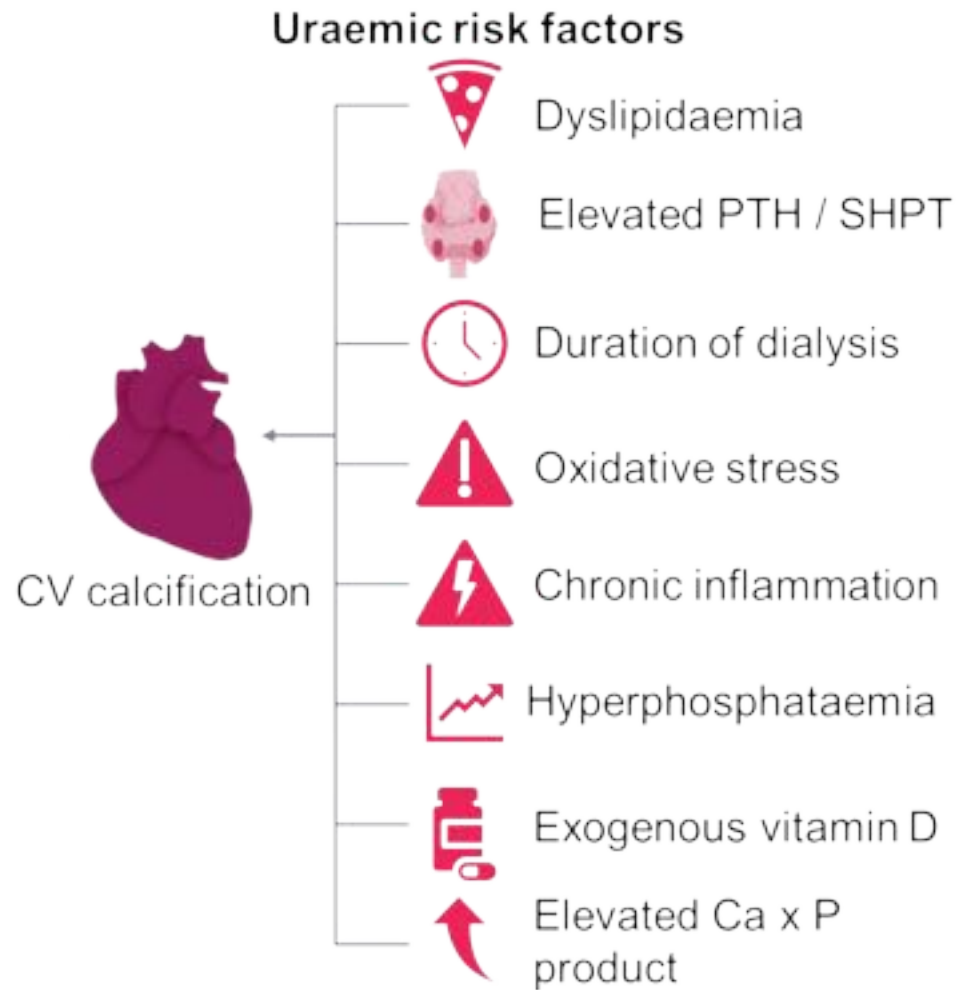 Uraemic risk factors
Dyslipidaemia
Elevated PTH / SHPT
Duration of dialysis
Oxidative stress
CV calcification
Chronic inflammation
Hyperphosphataemia
Exogenous vitamin D
Elevated Ca x P
product